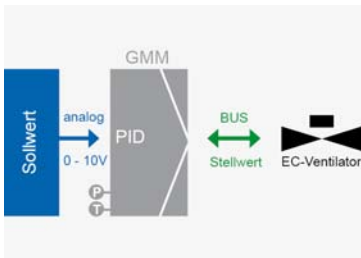 GMM
Sollwert
analog
0 - 10V
PID
P
T
BUS
Stellwert
EC-Ventilator